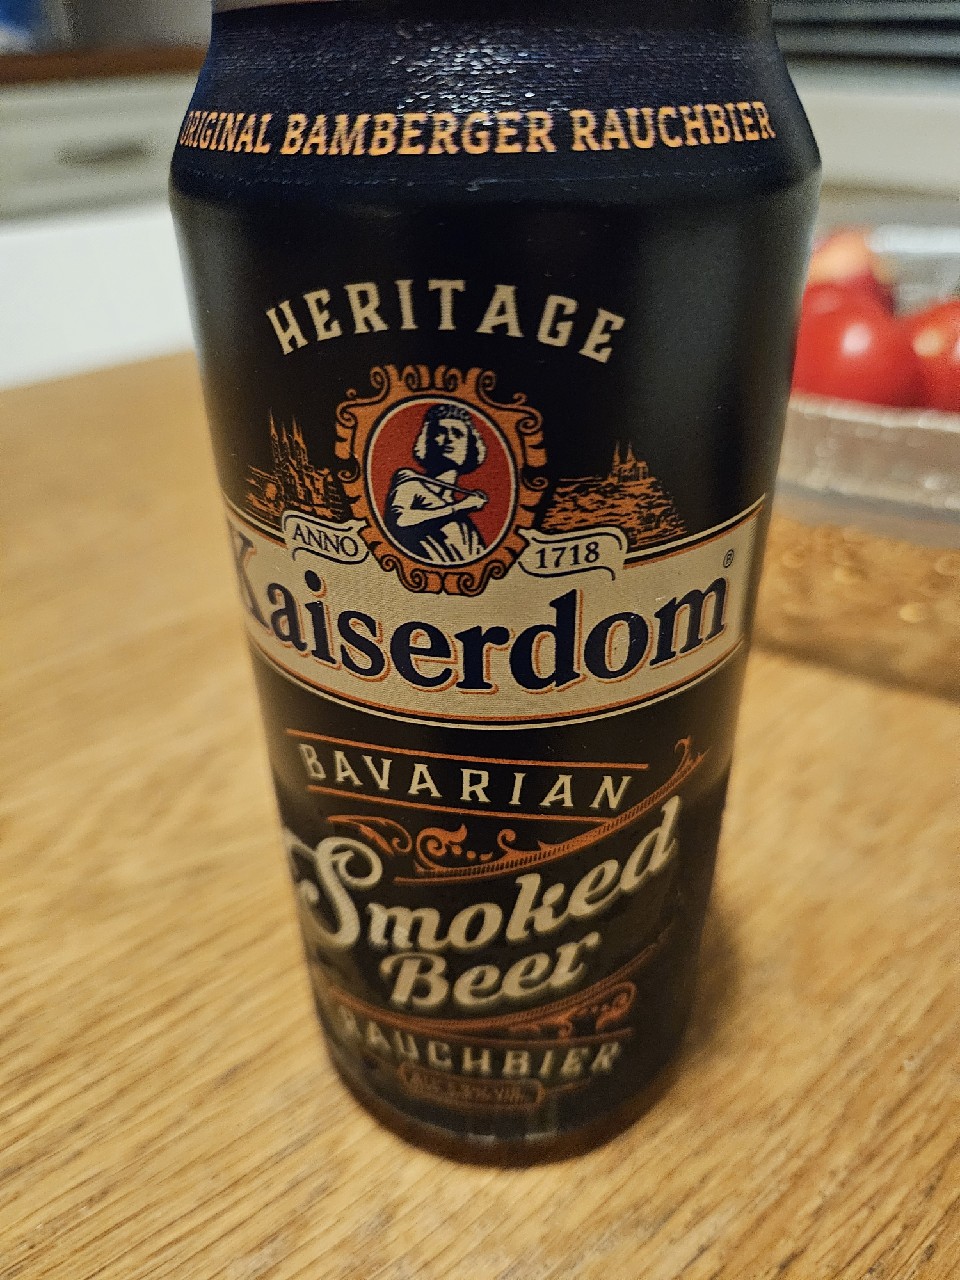 ORIGINAL BAMBERGER RAUCHBIER
HERITAGE
ANNO 1718
Kaiserdom®
BAVARIAN
Smoked
Beer
RAUCHBIER